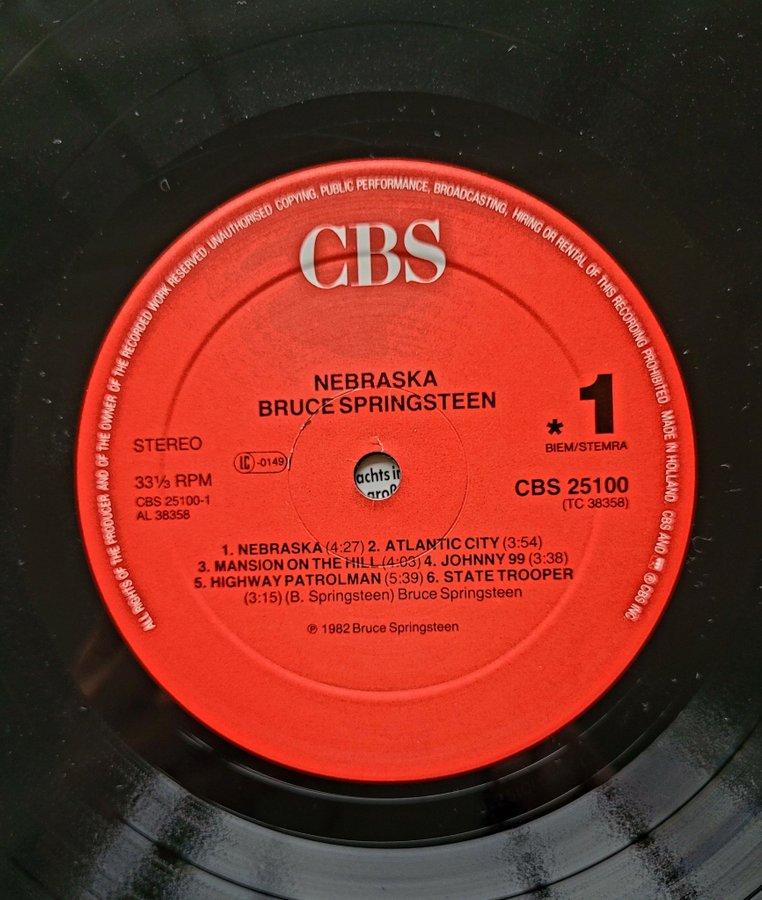 ALL RIGHTS OF THE PRODUCER AND OF THE OWNER OF THE RECORDED WORK RESERVED. UNAUTHORISED COPYING, PUBLIC PERFORMANCE, BROADCASTING, HIRING OR RENTAL OF THIS RECORDING PROHIBITED MADE IN HOLLAND CBS AND ℗ CBS INC
CBS
NEBRASKA
BRUCE SPRINGSTEEN
* 1
BIEM/STEMRA
STEREO
LC -0149
33⅓ RPM
CBS 25100-1
AL 38358
CBS 25100
(TC 38358)
achts in
groß
1. NEBRASKA (4:27) 2. ATLANTIC CITY (3:54)
3. MANSION ON THE HILL (4:03) 4. JOHNNY 99 (3:38)
5. HIGHWAY PATROLMAN (5:39) 6. STATE TROOPER
(3:15) (B. Springsteen) Bruce Springsteen
℗ 1982 Bruce Springsteen